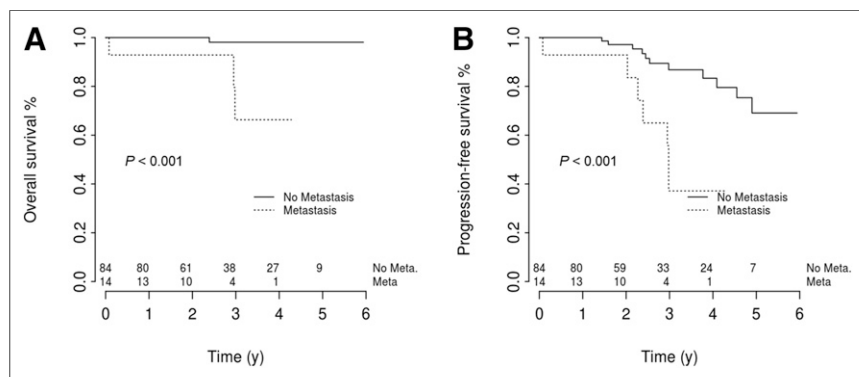 A
Overall survival %
1.0
0.8
0.6
0.4
0.2
0.0
P < 0.001
No Metastasis
Metastasis
84 80 61 38 27 9 No Meta.
14 13 10 4 1 Meta
0 1 2 3 4 5 6
Time (y)
B
Progression-free survival %
1.0
0.8
0.6
0.4
0.2
0.0
P < 0.001
No Metastasis
Metastasis
84 80 59 33 24 7 No Meta.
14 13 10 4 1 Meta
0 1 2 3 4 5 6
Time (y)